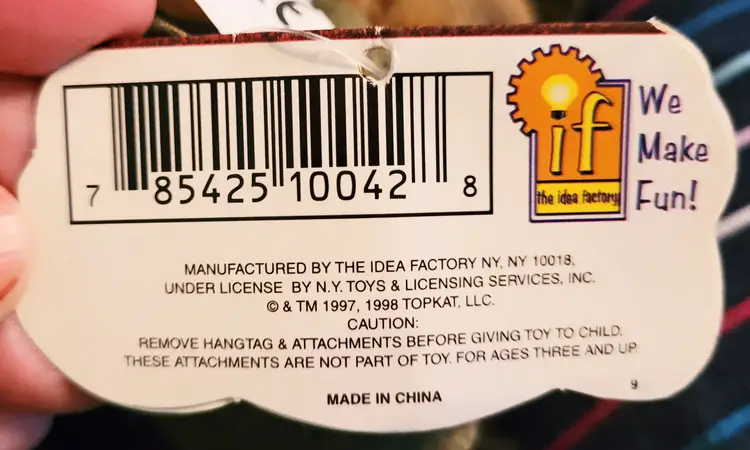 7 85425 10042 8
if
the idea factory
We
Make
Fun!
MANUFACTURED BY THE IDEA FACTORY NY, NY 10018,
UNDER LICENSE BY N.Y. TOYS & LICENSING SERVICES, INC.
© & TM 1997, 1998 TOPKAT, LLC.
CAUTION:
REMOVE HANGTAG & ATTACHMENTS BEFORE GIVING TOY TO CHILD.
THESE ATTACHMENTS ARE NOT PART OF TOY. FOR AGES THREE AND UP.
9
MADE IN CHINA